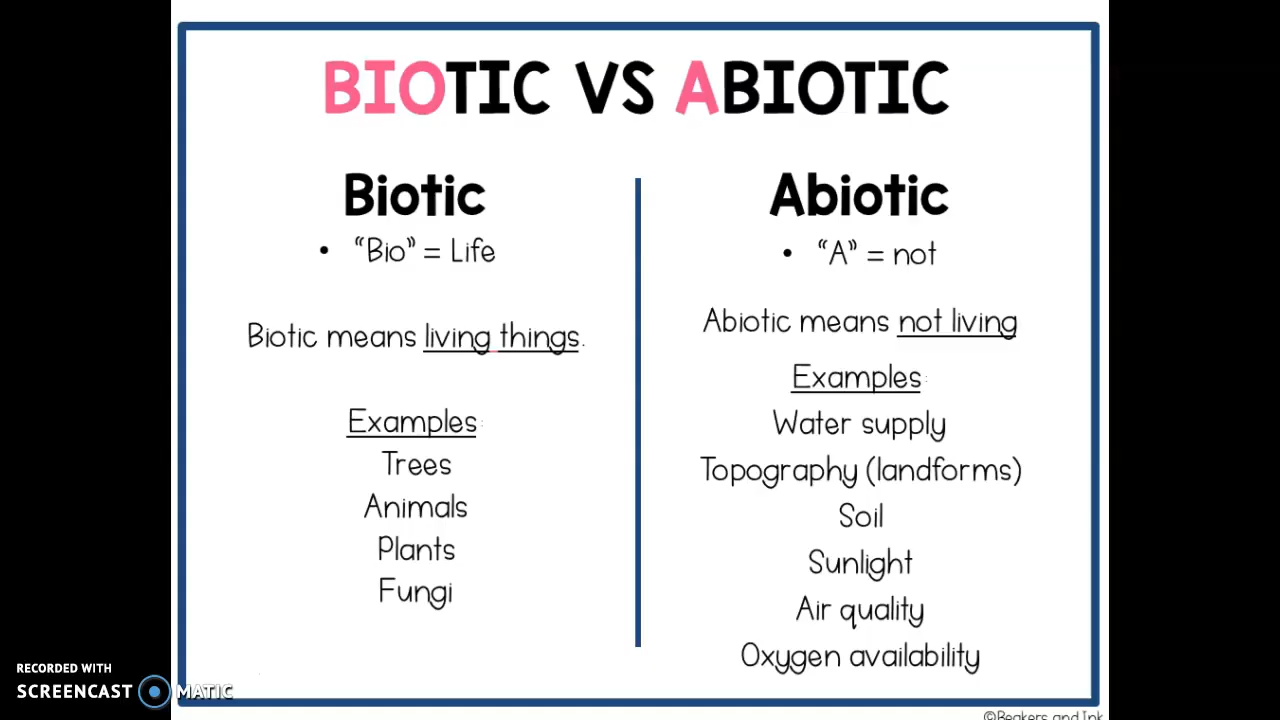 BIOTIC VS ABIOTIC
Biotic
• “Bio” = Life
Biotic means living things.
Examples:
Trees
Animals
Plants
Fungi
Abiotic
• “A” = not
Abiotic means not living
Examples:
Water supply
Topography (landforms)
Soil
Sunlight
Air quality
Oxygen availability
RECORDED WITH
SCREENCAST MATIC
©Beakers and Ink